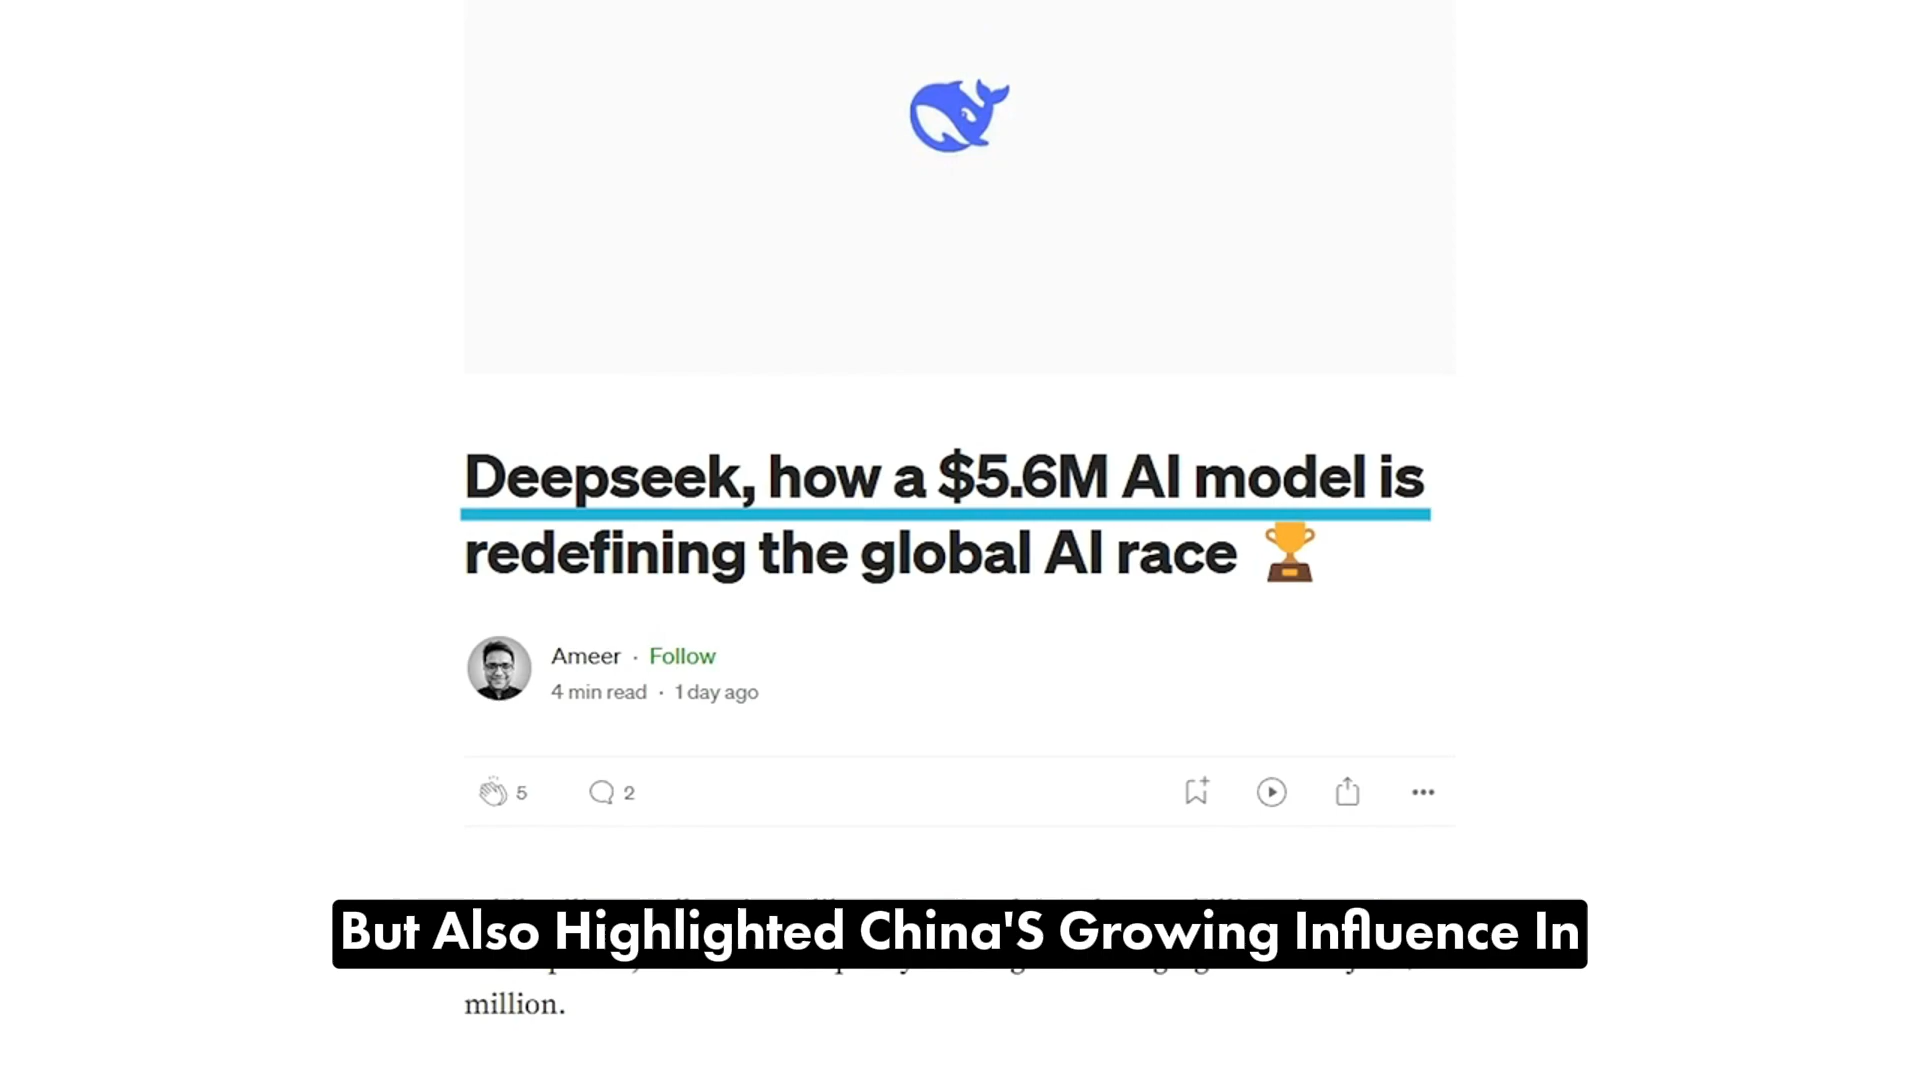 Deepseek, how a $5.6M AI model is
redefining the global AI race 🏆
Ameer · Follow
4 min read · 1 day ago
5 2
But Also Highlighted China'S Growing Influence In
million.